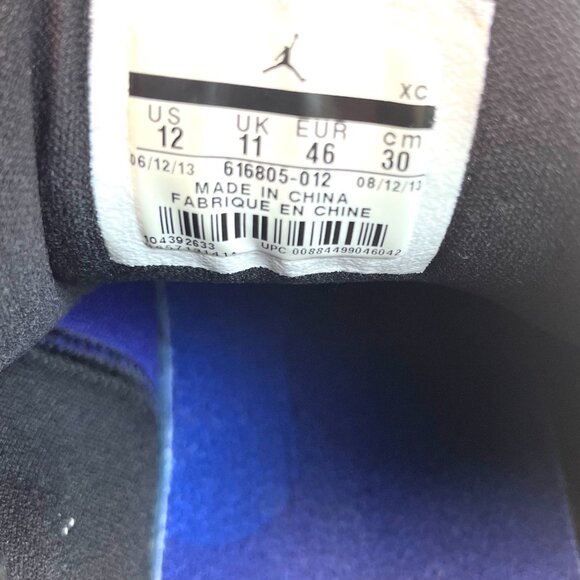 XC
US UK EUR cm
12 11 46 30
06/12/13 616805-012 08/12/13
MADE IN CHINA
FABRIQUE EN CHINE
104392633 UPC 00884499046042